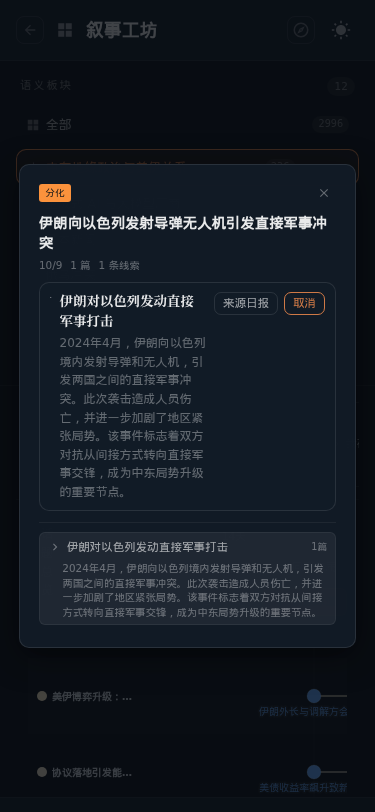 叙事工坊
语义板块
12
全部
2996
分化
伊朗向以色列发射导弹无人机引发直接军事冲
突
10/9 1 篇 1 条线索
伊朗对以色列发动直接
军事打击
来源日报
取消
2024年4月，伊朗向以色列
境内发射导弹和无人机，引
发两国之间的直接军事冲
突。此次袭击造成人员伤
亡，并进一步加剧了地区紧
张局势。该事件标志着双方
对抗从间接方式转向直接军
事交锋，成为中东局势升级
的重要节点。
伊朗对以色列发动直接军事打击
1篇
2024年4月，伊朗向以色列境内发射导弹和无人机，引发
两国之间的直接军事冲突。此次袭击造成人员伤亡，并进
一步加剧了地区紧张局势。该事件标志着双方对抗从间接
方式转向直接军事交锋，成为中东局势升级的重要节点。
美伊博弈升级：...
伊朗外长与调解方会
协议落地引发能...
美债收益率飙升致新